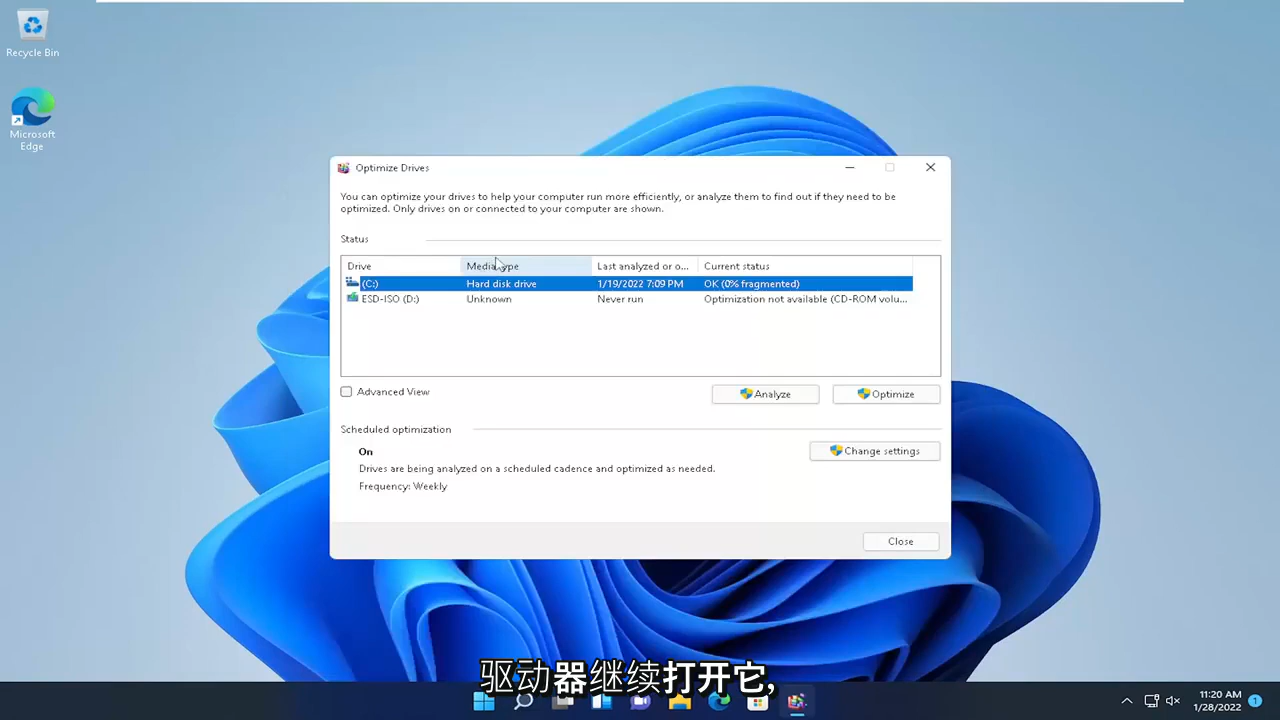 Recycle Bin
Microsoft
Edge
Optimize Drives
You can optimize your drives to help your computer run more efficiently, or analyze them to find out if they need to be
optimized. Only drives on or connected to your computer are shown.
Status
Drive Media type Last analyzed or o... Current status
(C:) Hard disk drive 1/19/2022 7:09 PM OK (0% fragmented)
ESD-ISO (D:) Unknown Never run Optimization not available (CD-ROM volu...
Advanced View Analyze Optimize
Scheduled optimization
On Change settings
Drives are being analyzed on a scheduled cadence and optimized as needed.
Frequency: Weekly
Close
驱动器继续打开它,
11:20 AM
1/28/2022 1